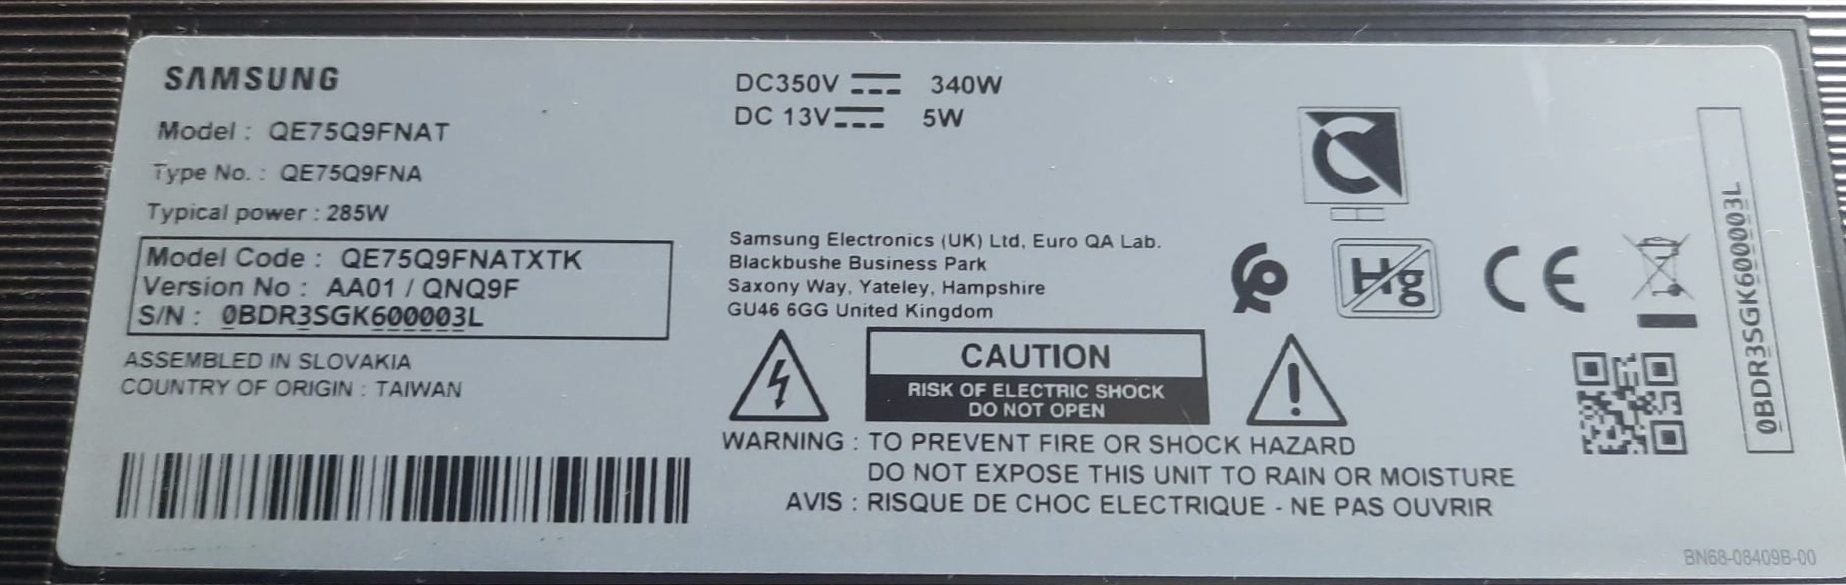 SAMSUNG
Model : QE75Q9FNAT
Type No. : QE75Q9FNA
Typical power : 285W
Model Code : QE75Q9FNATXTK
Version No : AA01 / QNQ9F
S/N : 0BDR3SGK600003L
ASSEMBLED IN SLOVAKIA
COUNTRY OF ORIGIN : TAIWAN
DC350V 340W
DC 13V 5W
Samsung Electronics (UK) Ltd, Euro QA Lab.
Blackbushe Business Park
Saxony Way, Yateley, Hampshire
GU46 6GG United Kingdom
C
Hg
CE
CAUTION
RISK OF ELECTRIC SHOCK
DO NOT OPEN
WARNING : TO PREVENT FIRE OR SHOCK HAZARD
DO NOT EXPOSE THIS UNIT TO RAIN OR MOISTURE
AVIS : RISQUE DE CHOC ELECTRIQUE - NE PAS OUVRIR
0BDR3SGK600003L
BN68-08409B-00